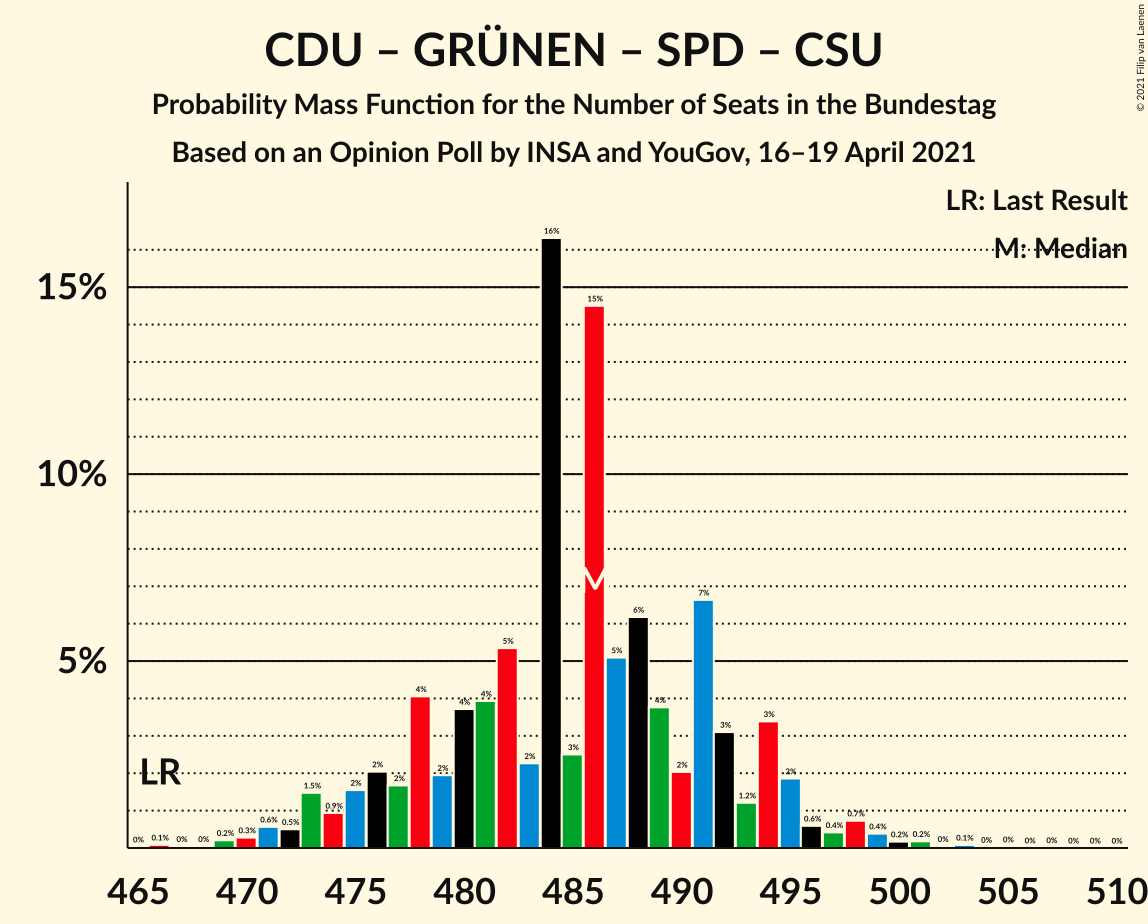 CDU – GRÜNEN – SPD – CSU
Probability Mass Function for the Number of Seats in the Bundestag
Based on an Opinion Poll by INSA and YouGov, 16–19 April 2021
© 2021 Filip van Laenen
LR: Last Result
M: Median
15%
10%
5%
LR
0% 0.1% 0% 0% 0.2% 0.3% 0.6% 0.5% 1.5% 0.9% 2% 2% 2% 4% 2% 4% 4% 5% 2% 16% 3% 15% 5% 6% 4% 2% 7% 3% 1.2% 3% 2% 0.6% 0.4% 0.7% 0.4% 0.2% 0.2% 0% 0.1% 0% 0% 0% 0% 0% 0% 0%
M
465 470 475 480 485 490 495 500 505 510